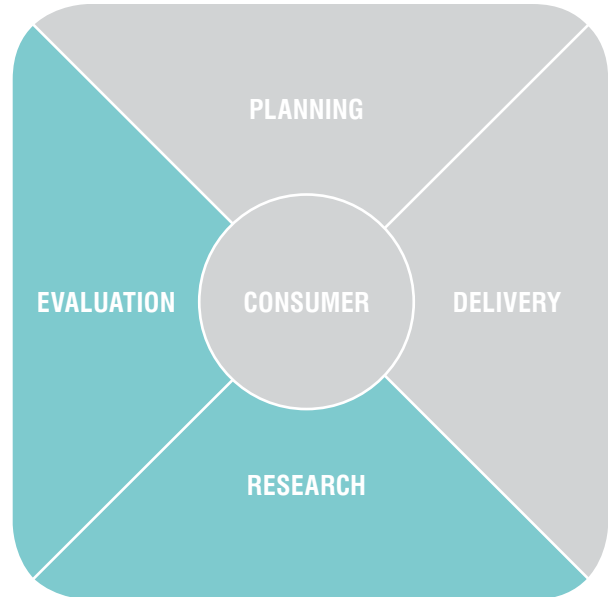 PLANNING
EVALUATION
CONSUMER
DELIVERY
RESEARCH